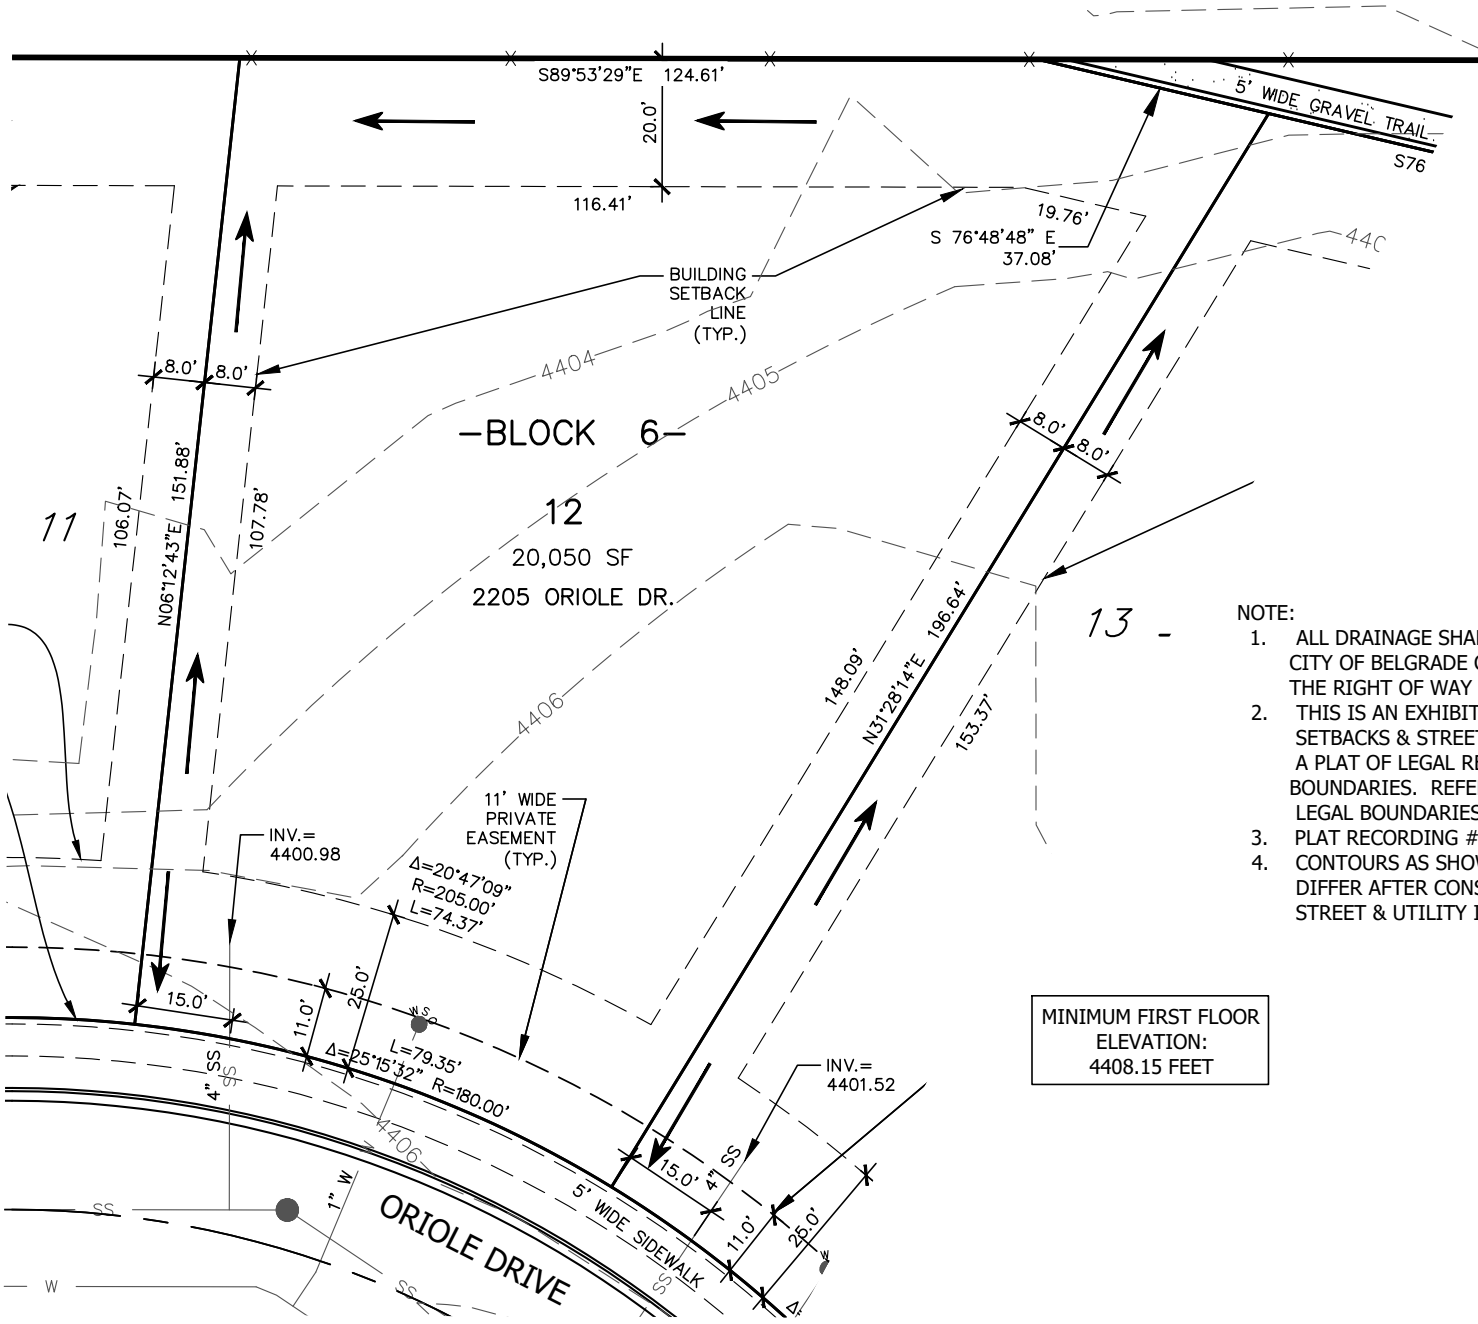 S89°53'29"E 124.61'
20.0'
5' WIDE GRAVEL TRAIL
S76
116.41'
19.76'
S 76°48'48" E
37.08'
440
BUILDING
SETBACK
LINE
(TYP.)
8.0'
8.0'
4404
4405
-BLOCK 6-
8.0'
8.0'
11
106.07'
N06°12'43"E 151.88'
107.78'
12
20,050 SF
2205 ORIOLE DR.
13 -
148.09'
N31°28'14"E 196.64'
153.37'
4406
NOTE:
1. ALL DRAINAGE SHA
CITY OF BELGRADE
THE RIGHT OF WAY
2. THIS IS AN EXHIBIT
SETBACKS & STREET
A PLAT OF LEGAL RE
BOUNDARIES. REFE
LEGAL BOUNDARIES
3. PLAT RECORDING #
4. CONTOURS AS SHO
DIFFER AFTER CONS
STREET & UTILITY I
11' WIDE
PRIVATE
EASEMENT
(TYP.)
INV.=
4400.98
Δ=20°47'09"
R=205.00'
L=74.37'
15.0'
11.0'
25.0'
W
S
L=79.35'
Δ=25°15'32" R=180.00'
4" SS
SS
4406
INV.=
4401.52
MINIMUM FIRST FLOOR
ELEVATION:
4408.15 FEET
15.0'
4" SS
11.0'
25.0'
5' WIDE SIDEWALK
1" W
SS
ORIOLE DRIVE
W
SS
SS